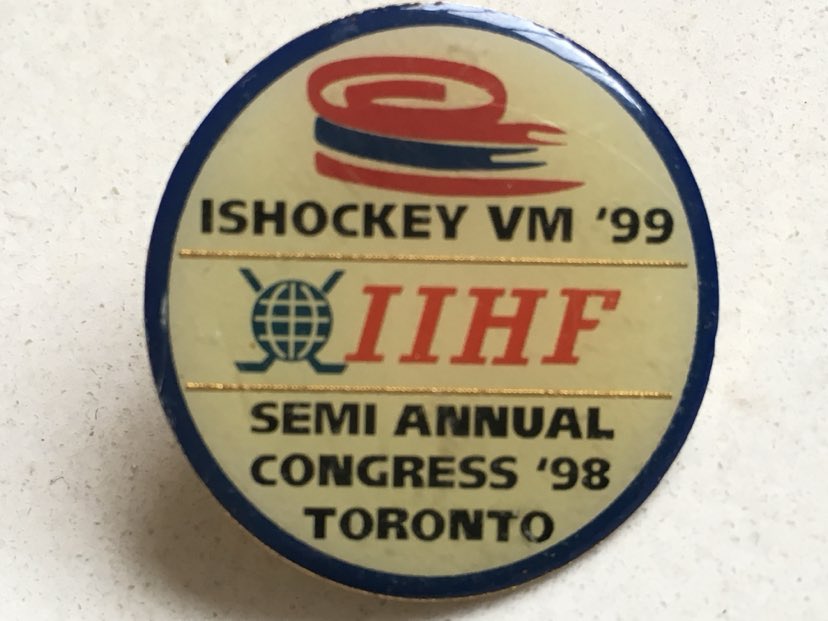 ISHOCKEY VM '99
IIHF
SEMI ANNUAL
CONGRESS '98
TORONTO